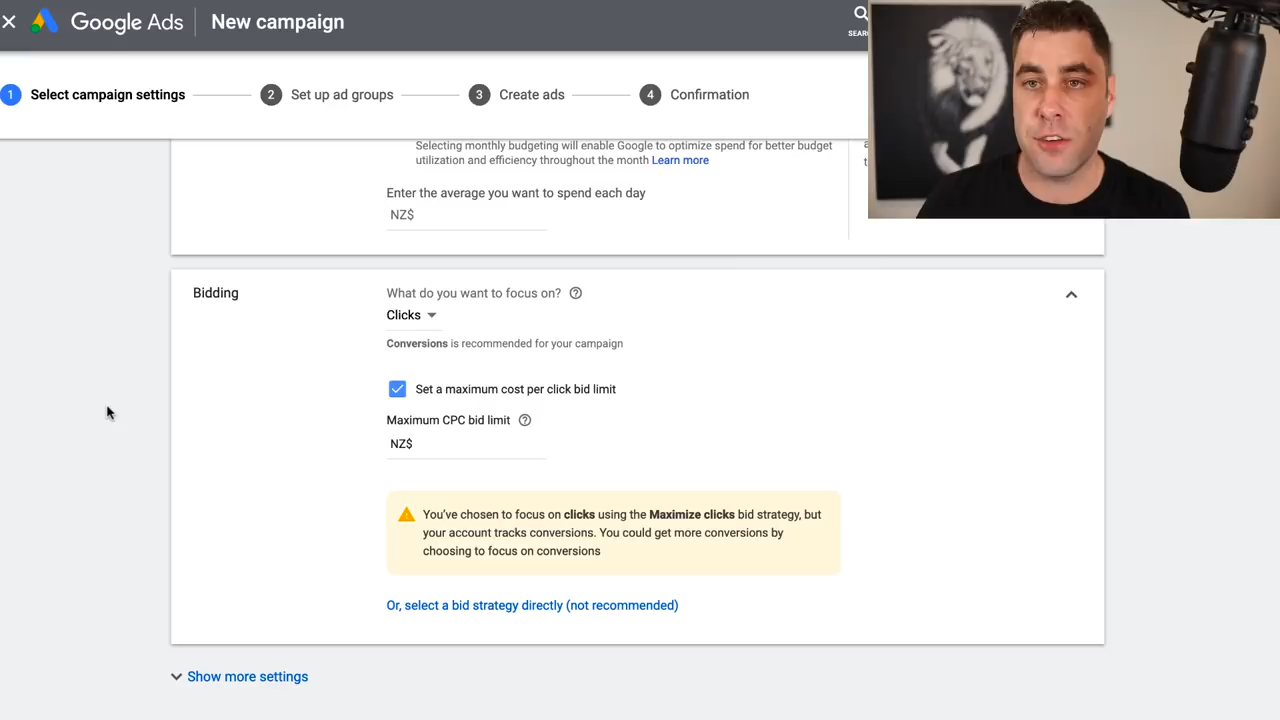 Google Ads New campaign
SEARC
1 Select campaign settings 2 Set up ad groups 3 Create ads 4 Confirmation
Selecting monthly budgeting will enable Google to optimize spend for better budget
utilization and efficiency throughout the month Learn more
Enter the average you want to spend each day
NZ$
Bidding
What do you want to focus on?
Clicks
Conversions is recommended for your campaign
Set a maximum cost per click bid limit
Maximum CPC bid limit
NZ$
You've chosen to focus on clicks using the Maximize clicks bid strategy, but
your account tracks conversions. You could get more conversions by
choosing to focus on conversions
Or, select a bid strategy directly (not recommended)
Show more settings